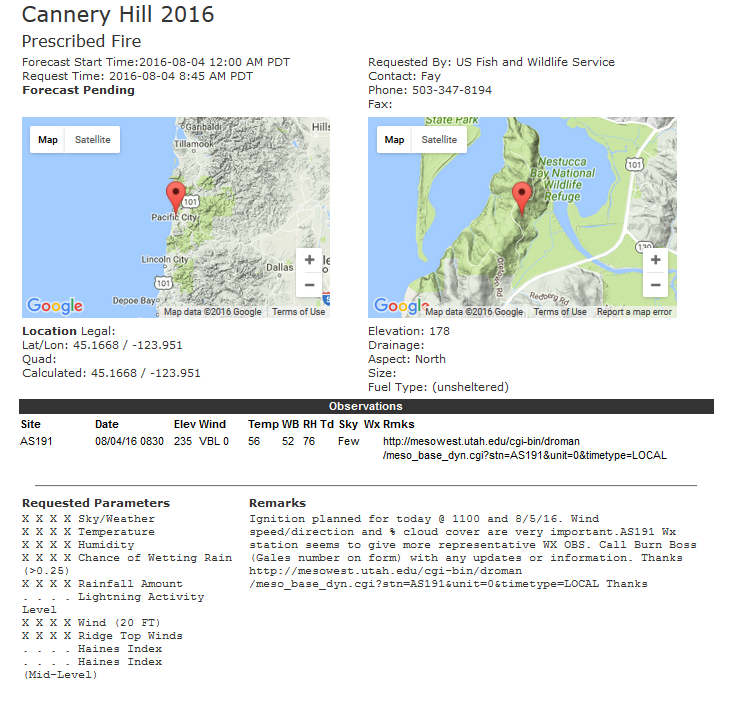 Cannery Hill 2016
Prescribed Fire
Forecast Start Time:2016-08-04 12:00 AM PDT
Request Time: 2016-08-04 8:45 AM PDT
Forecast Pending
Requested By: US Fish and Wildlife Service
Contact: Fay
Phone: 503-347-8194
Fax:
Map Satellite
Garibaldi
Hills
Tillamook
101
Pacific City
Lincoln City
101
Dallas
Depoe Bay
+
−
Google
Map data ©2016 Google Terms of Use
State Park
Map Satellite
101
Nestucca
Bay National
Wildlife
Refuge
130
Redberg Rd
+
−
Google
Map data ©2016 Google Terms of Use Report a map error
Location Legal:
Lat/Lon: 45.1668 / -123.951
Quad:
Calculated: 45.1668 / -123.951
Elevation: 178
Drainage:
Aspect: North
Size:
Fuel Type: (unsheltered)
Observations
Site Date Elev Wind Temp WB RH Td Sky Wx Rmks
AS191 08/04/16 0830 235 VBL 0 56 52 76 Few http://mesowest.utah.edu/cgi-bin/droman
/meso_base_dyn.cgi?stn=AS191&unit=0&timetype=LOCAL
Requested Parameters
X X X X Sky/Weather
X X X X Temperature
X X X X Humidity
X X X X Chance of Wetting Rain
(>0.25)
X X X X Rainfall Amount
. . . . Lightning Activity
Level
X X X X Wind (20 FT)
X X X X Ridge Top Winds
. . . . Haines Index
. . . . Haines Index
(Mid-Level)
Remarks
Ignition planned for today @ 1100 and 8/5/16. Wind
speed/direction and % cloud cover are very important.AS191 Wx
station seems to give more representative WX OBS. Call Burn Boss
(Gales number on form) with any updates or information. Thanks
http://mesowest.utah.edu/cgi-bin/droman
/meso_base_dyn.cgi?stn=AS191&unit=0&timetype=LOCAL Thanks